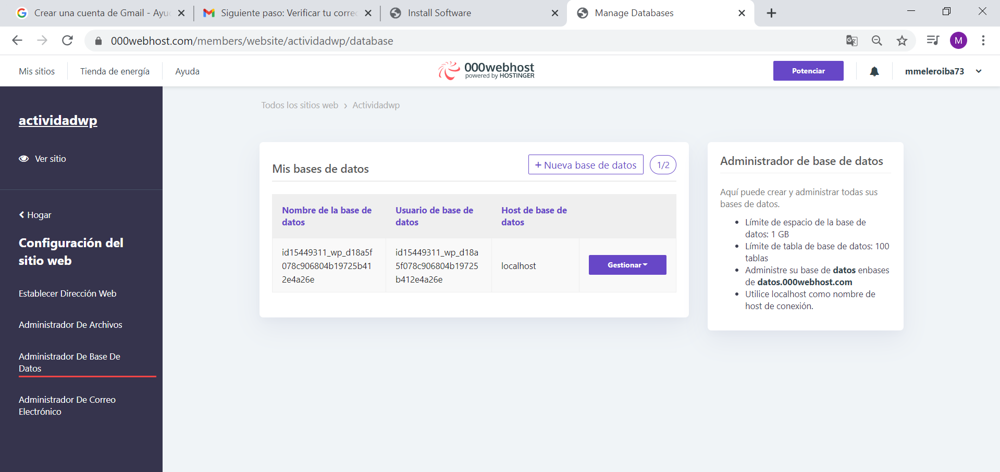 Crear una cuenta de Gmail - Ayu
Siguiente paso: Verificar tu correo
Install Software
Manage Databases
000webhost.com/members/website/actividadwp/database
M
Mis sitios
Tienda de energía
Ayuda
000webhost
powered by HOSTINGER
Potenciar
mmeleroiba73
actividadwp
Ver sitio
Hogar
Configuración del
sitio web
Establecer Dirección Web
Administrador De Archivos
Administrador De Base De
Datos
Administrador De Correo
Electrónico
Todos los sitios web › Actividadwp
Mis bases de datos
+ Nueva base de datos
1/2
Nombre de la base de
datos
Usuario de base de
datos
Host de base de
datos
id15449311_wp_d18a5f
078c906804b19725b41
2e4a26e
id15449311_wp_d18a
5f078c906804b19725
b412e4a26e
localhost
Gestionar
Administrador de base de datos
Aquí puede crear y administrar todas sus
bases de datos.
• Límite de espacio de la base de
datos: 1 GB
• Límite de tabla de base de datos: 100
tablas
• Administre su base de datos enbases
de datos.000webhost.com
• Utilice localhost como nombre de
host de conexión.